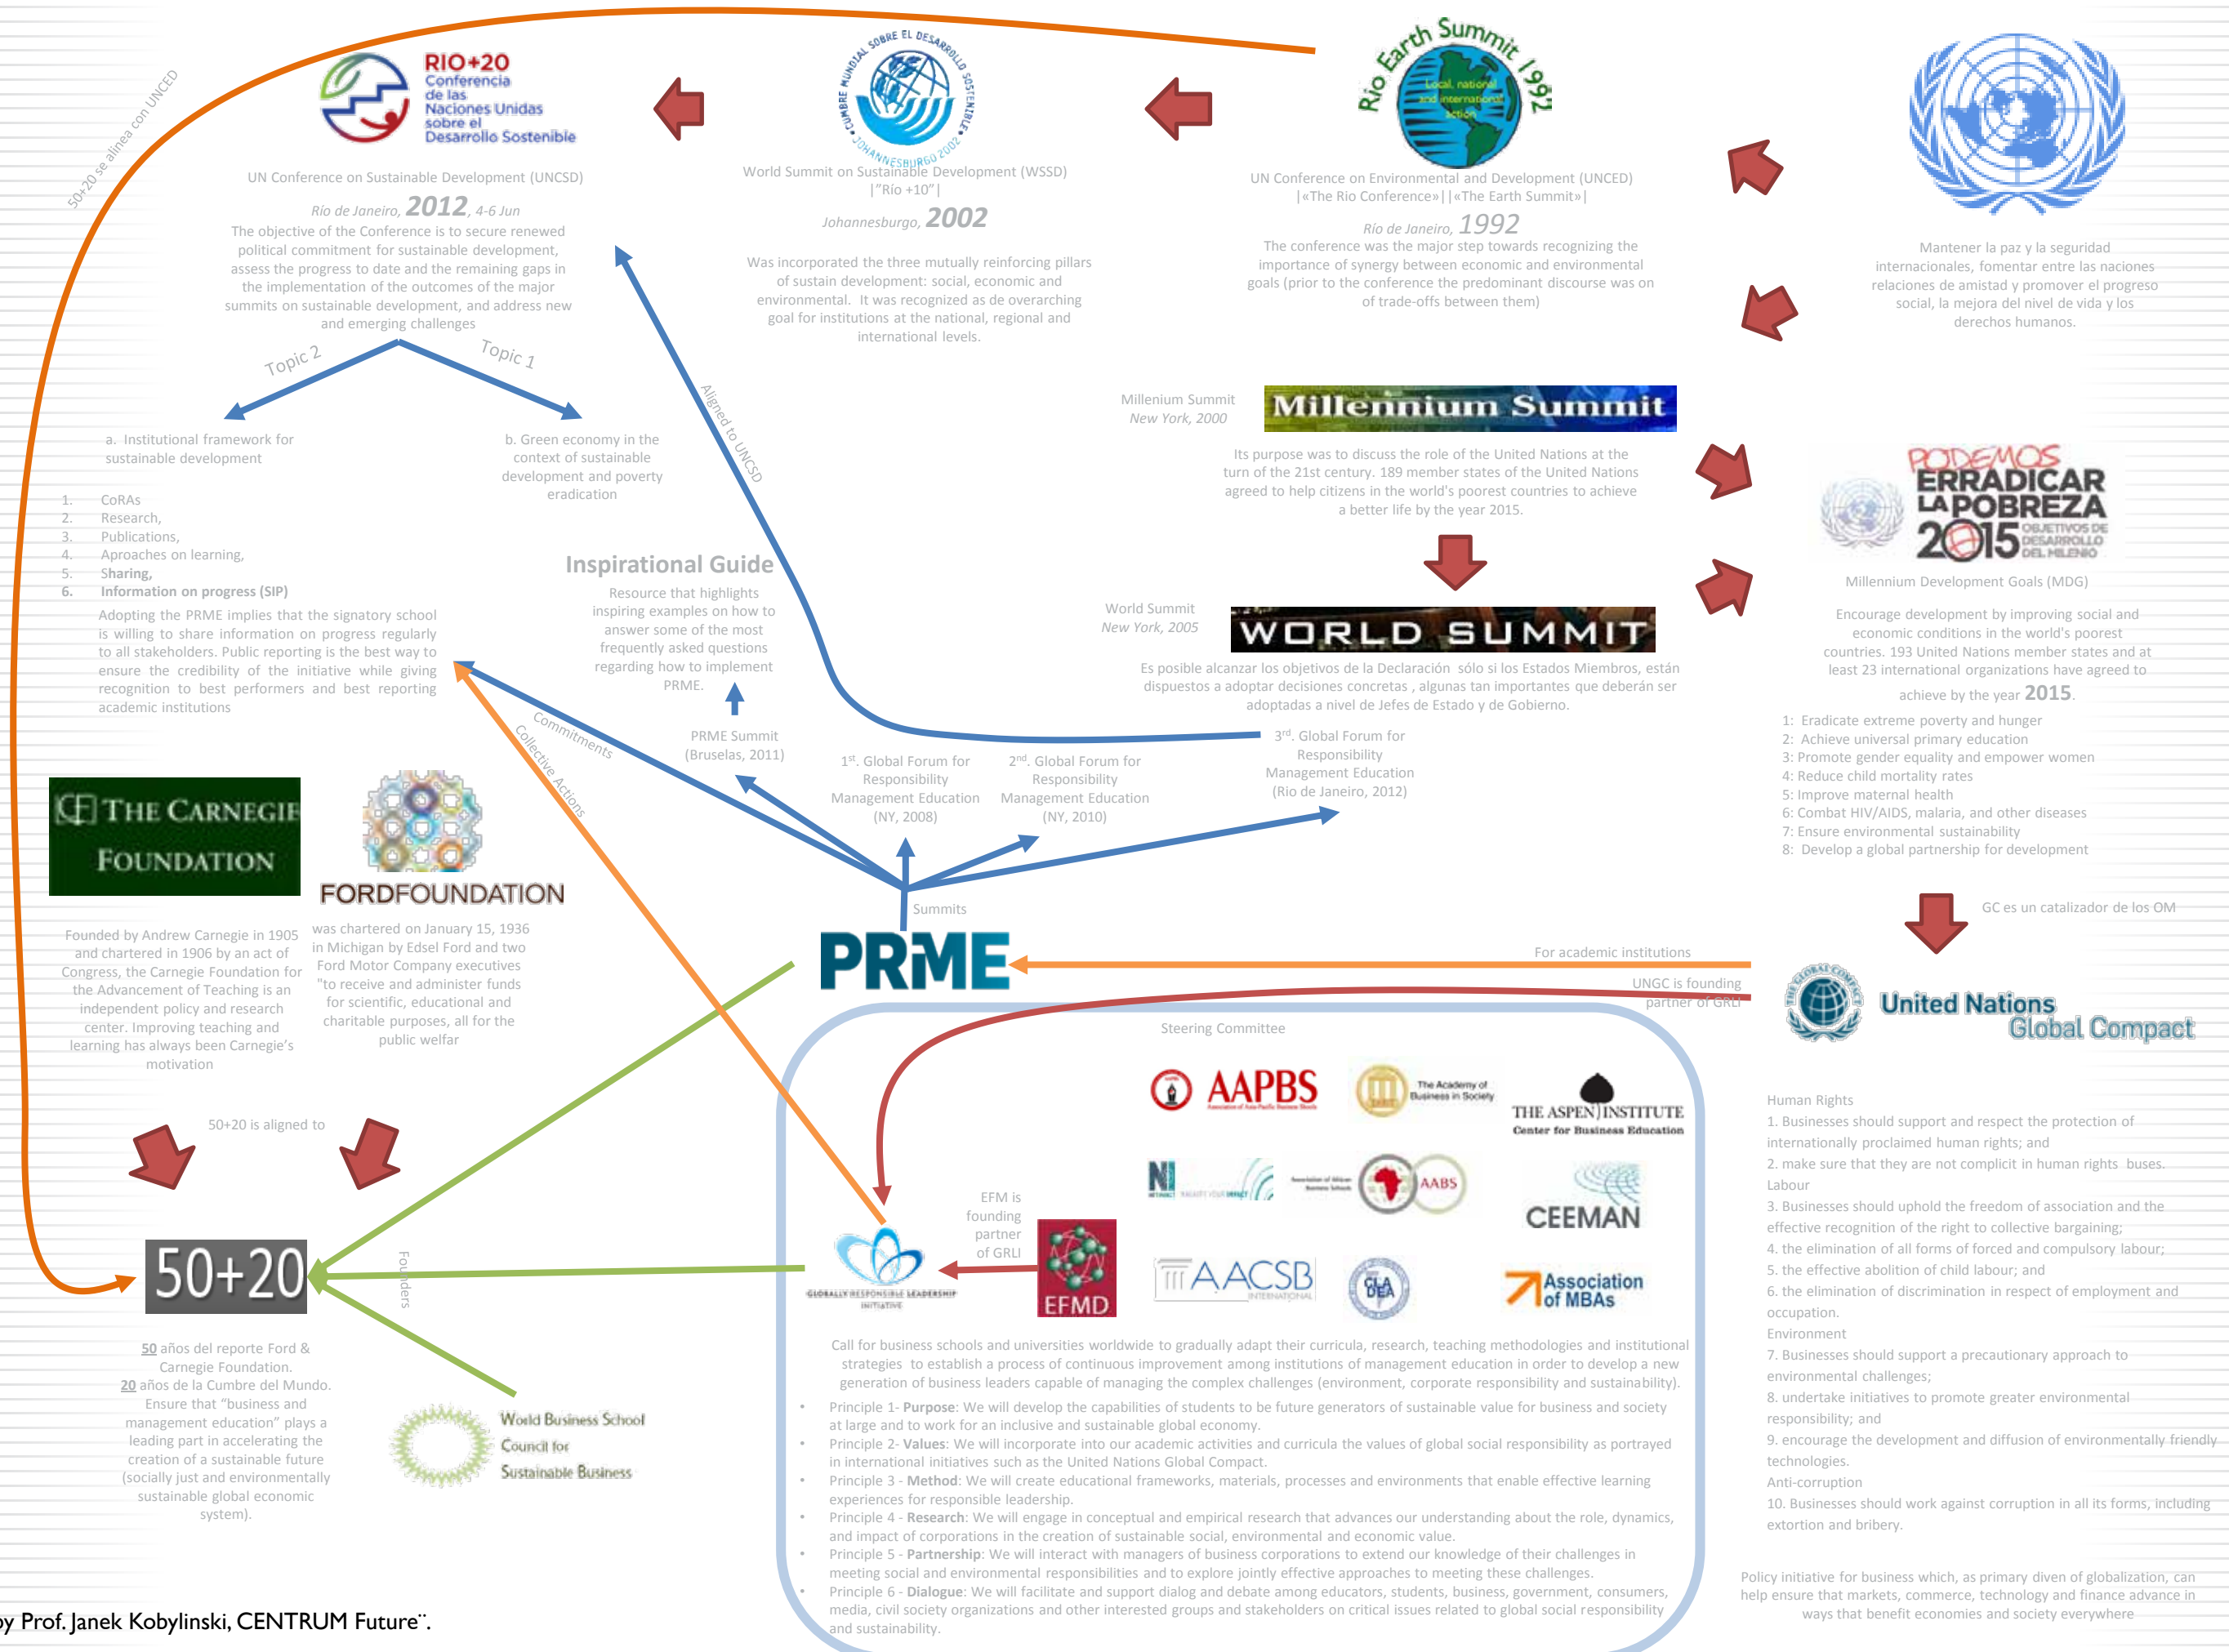 50+20 se alinea con UNCED
RIO+20
Conferencia
de las
Naciones Unidas
sobre el
Desarrollo Sostenible
UN Conference on Sustainable Development (UNCSD)
Río de Janeiro, 2012, 4-6 Jun
The objective of the Conference is to secure renewed
political commitment for sustainable development,
assess the progress to date and the remaining gaps in
the implementation of the outcomes of the major
summits on sustainable development, and address new
and emerging challenges
Topic 2
Topic 1
a. Institutional framework for
sustainable development
b. Green economy in the
context of sustainable
development and poverty
eradication
1. CoRAs
2. Research,
3. Publications,
4. Aproaches on learning,
5. Sharing,
6. Information on progress (SIP)
Adopting the PRME implies that the signatory school
is willing to share information on progress regularly
to all stakeholders. Public reporting is the best way to
ensure the credibility of the initiative while giving
recognition to best performers and best reporting
academic institutions
CUMBRE MUNDIAL SOBRE EL DESARROLLO SOSTENIBLE
JOHANNESBURGO 2002
World Summit on Sustainable Development (WSSD)
|"Río +10"|
Johannesburgo, 2002
Was incorporated the three mutually reinforcing pillars
of sustain development: social, economic and
environmental. It was recognized as de overarching
goal for institutions at the national, regional and
international levels.
Rio Earth Summit 1992
Local, national
and international
action
UN Conference on Environmental and Development (UNCED)
|«The Rio Conference»||«The Earth Summit»|
Río de Janeiro, 1992
The conference was the major step towards recognizing the
importance of synergy between economic and environmental
goals (prior to the conference the predominant discourse was on
of trade-offs between them)
Mantener la paz y la seguridad
internacionales, fomentar entre las naciones
relaciones de amistad y promover el progreso
social, la mejora del nivel de vida y los
derechos humanos.
Aligned to UNCSD
Millenium Summit
New York, 2000
Millennium Summit
Its purpose was to discuss the role of the United Nations at the
turn of the 21st century. 189 member states of the United Nations
agreed to help citizens in the world's poorest countries to achieve
a better life by the year 2015.
World Summit
New York, 2005
WORLD SUMMIT
Es posible alcanzar los objetivos de la Declaración sólo si los Estados Miembros, están
dispuestos a adoptar decisiones concretas , algunas tan importantes que deberán ser
adoptadas a nivel de Jefes de Estado y de Gobierno.
PODEMOS
ERRADICAR
LA POBREZA
2015
OBJETIVOS DE
DESARROLLO
DEL MILENIO
Millennium Development Goals (MDG)
Encourage development by improving social and
economic conditions in the world's poorest
countries. 193 United Nations member states and at
least 23 international organizations have agreed to
achieve by the year 2015.
1: Eradicate extreme poverty and hunger
2: Achieve universal primary education
3: Promote gender equality and empower women
4: Reduce child mortality rates
5: Improve maternal health
6: Combat HIV/AIDS, malaria, and other diseases
7: Ensure environmental sustainability
8: Develop a global partnership for development
GC es un catalizador de los OM
Inspirational Guide
Resource that highlights
inspiring examples on how to
answer some of the most
frequently asked questions
regarding how to implement
PRME.
PRME Summit
(Bruselas, 2011)
Commitments
Collective Actions
1st. Global Forum for
Responsibility
Management Education
(NY, 2008)
2nd. Global Forum for
Responsibility
Management Education
(NY, 2010)
3rd. Global Forum for
Responsibility
Management Education
(Rio de Janeiro, 2012)
Summits
PRME
For academic institutions
UNGC is founding
partner of GRLI
THE GLOBAL COMPACT
United Nations
Global Compact
Human Rights
1. Businesses should support and respect the protection of
internationally proclaimed human rights; and
2. make sure that they are not complicit in human rights buses.
Labour
3. Businesses should uphold the freedom of association and the
effective recognition of the right to collective bargaining;
4. the elimination of all forms of forced and compulsory labour;
5. the effective abolition of child labour; and
6. the elimination of discrimination in respect of employment and
occupation.
Environment
7. Businesses should support a precautionary approach to
environmental challenges;
8. undertake initiatives to promote greater environmental
responsibility; and
9. encourage the development and diffusion of environmentally friendly
technologies.
Anti-corruption
10. Businesses should work against corruption in all its forms, including
extortion and bribery.
Policy initiative for business which, as primary diven of globalization, can
help ensure that markets, commerce, technology and finance advance in
ways that benefit economies and society everywhere
THE CARNEGIE
FOUNDATION
Founded by Andrew Carnegie in 1905
and chartered in 1906 by an act of
Congress, the Carnegie Foundation for
the Advancement of Teaching is an
independent policy and research
center. Improving teaching and
learning has always been Carnegie's
motivation
FORDFOUNDATION
was chartered on January 15, 1936
in Michigan by Edsel Ford and two
Ford Motor Company executives
"to receive and administer funds
for scientific, educational and
charitable purposes, all for the
public welfar
50+20 is aligned to
50+20
Founders
50 años del reporte Ford &
Carnegie Foundation.
20 años de la Cumbre del Mundo.
Ensure that "business and
management education" plays a
leading part in accelerating the
creation of a sustainable future
(socially just and environmentally
sustainable global economic
system).
World Business School
Council for
Sustainable Business
Steering Committee
AAPBS
Association of Asia-Pacific Business Schools
The Academy of
Business in Society
THE ASPEN INSTITUTE
Center for Business Education
Association of African
Business Schools
AABS
CEEMAN
AACSB
INTERNATIONAL
CLADEA
Association
of MBAs
EFM is
founding
partner
of GRLI
EFMD
GLOBALLY RESPONSIBLE LEADERSHIP
INITIATIVE
Call for business schools and universities worldwide to gradually adapt their curricula, research, teaching methodologies and institutional
strategies to establish a process of continuous improvement among institutions of management education in order to develop a new
generation of business leaders capable of managing the complex challenges (environment, corporate responsibility and sustainability).
• Principle 1- Purpose: We will develop the capabilities of students to be future generators of sustainable value for business and society
at large and to work for an inclusive and sustainable global economy.
• Principle 2- Values: We will incorporate into our academic activities and curricula the values of global social responsibility as portrayed
in international initiatives such as the United Nations Global Compact.
• Principle 3 - Method: We will create educational frameworks, materials, processes and environments that enable effective learning
experiences for responsible leadership.
• Principle 4 - Research: We will engage in conceptual and empirical research that advances our understanding about the role, dynamics,
and impact of corporations in the creation of sustainable social, environmental and economic value.
• Principle 5 - Partnership: We will interact with managers of business corporations to extend our knowledge of their challenges in
meeting social and environmental responsibilities and to explore jointly effective approaches to meeting these challenges.
• Principle 6 - Dialogue: We will facilitate and support dialog and debate among educators, students, business, government, consumers,
media, civil society organizations and other interested groups and stakeholders on critical issues related to global social responsibility
and sustainability.
by Prof. Janek Kobylinski, CENTRUM Future¨.